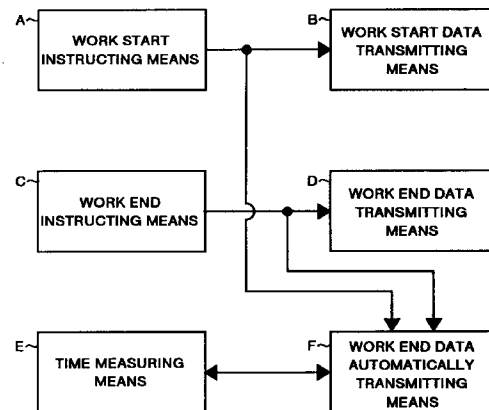 A~
WORK START
INSTRUCTING MEANS
B~
WORK START DATA
TRANSMITTING
MEANS
C~
WORK END
INSTRUCTING MEANS
D~
WORK END DATA
TRANSMITTING
MEANS
E~
TIME MEASURING
MEANS
F~
WORK END DATA
AUTOMATICALLY
TRANSMITTING
MEANS